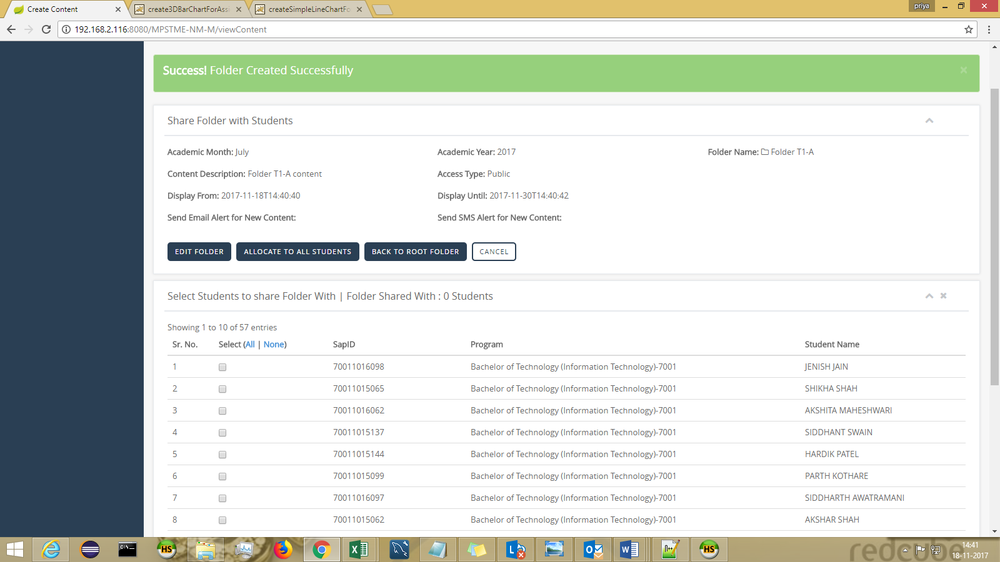 Create Content
create3DBarChartForAssi
createSimpleLineChartFo
priya
192.168.2.116:8080/MPSTME-NM-M/viewContent
Success! Folder Created Successfully
Share Folder with Students
Academic Month: July
Academic Year: 2017
Folder Name: Folder T1-A
Content Description: Folder T1-A content
Access Type: Public
Display From: 2017-11-18T14:40:40
Display Until: 2017-11-30T14:40:42
Send Email Alert for New Content:
Send SMS Alert for New Content:
EDIT FOLDER
ALLOCATE TO ALL STUDENTS
BACK TO ROOT FOLDER
CANCEL
Select Students to share Folder With | Folder Shared With : 0 Students
Showing 1 to 10 of 57 entries
Sr. No. Select (All | None) SapID Program Student Name
1 70011016098 Bachelor of Technology (Information Technology)-7001 JENISH JAIN
2 70011015065 Bachelor of Technology (Information Technology)-7001 SHIKHA SHAH
3 70011016062 Bachelor of Technology (Information Technology)-7001 AKSHITA MAHESHWARI
4 70011015137 Bachelor of Technology (Information Technology)-7001 SIDDHANT SWAIN
5 70011015144 Bachelor of Technology (Information Technology)-7001 HARDIK PATEL
6 70011015099 Bachelor of Technology (Information Technology)-7001 PARTH KOTHARE
7 70011016097 Bachelor of Technology (Information Technology)-7001 SIDDHARTH AWATRAMANI
8 70011015062 Bachelor of Technology (Information Technology)-7001 AKSHAR SHAH
C:\_
HS
HS
redcube
14:41
18-11-2017